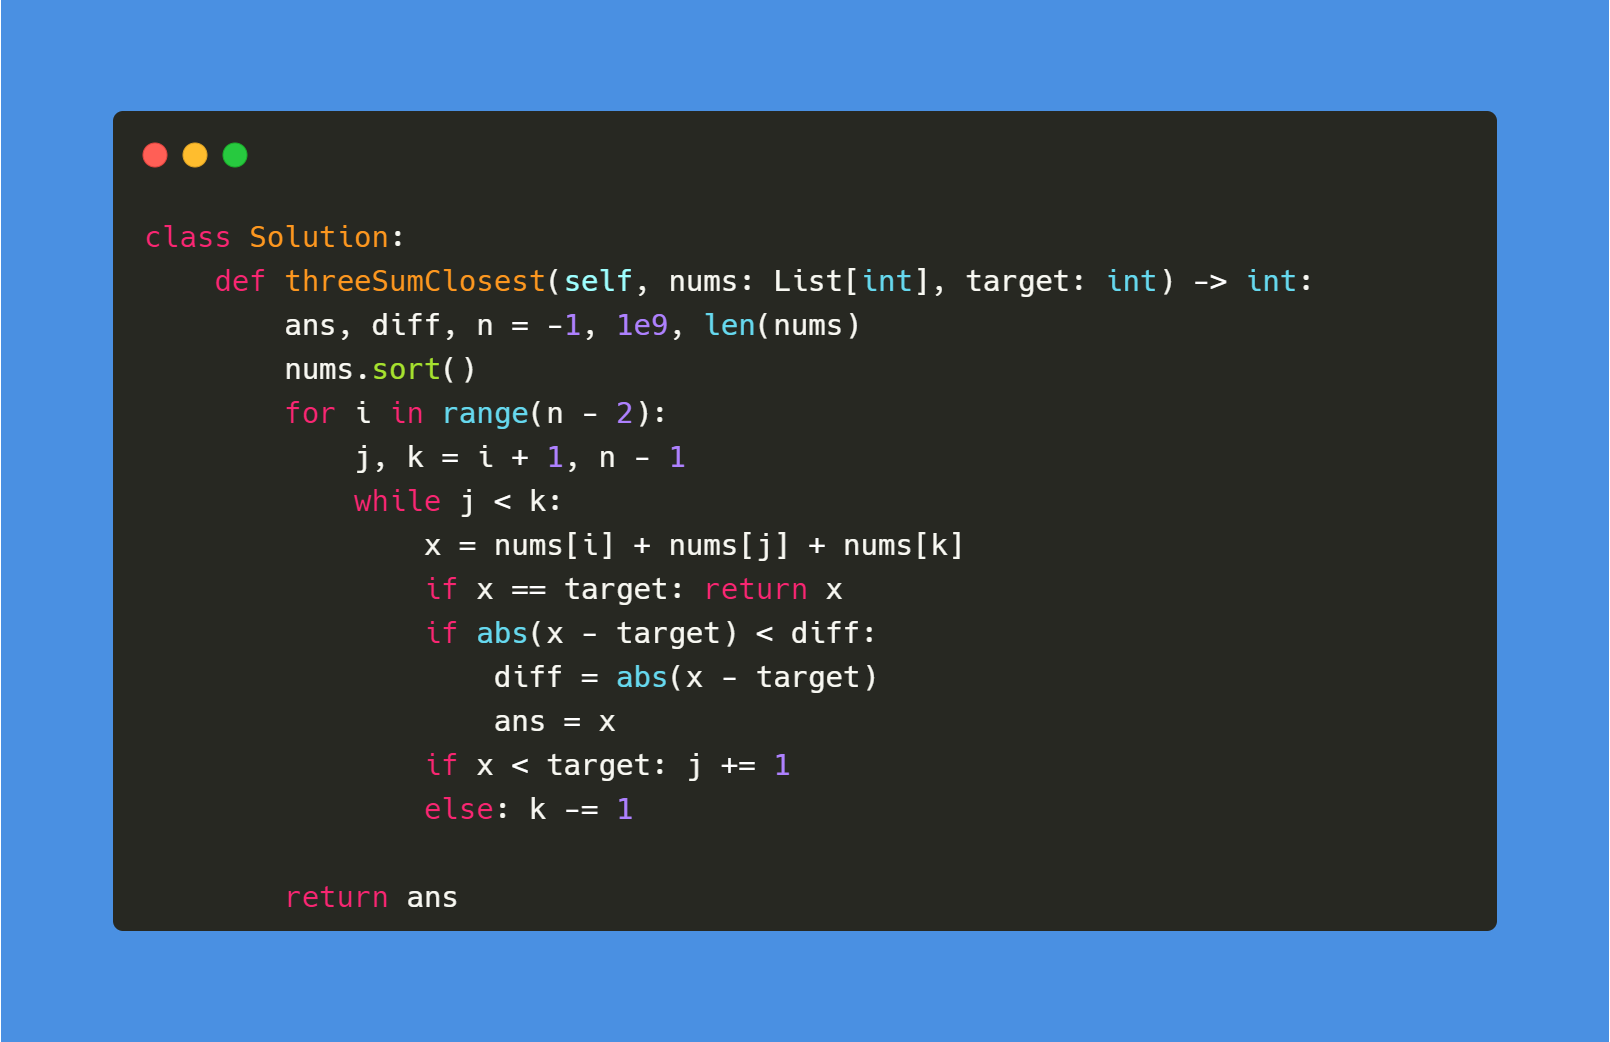 class Solution:
    def threeSumClosest(self, nums: List[int], target: int) -> int:
        ans, diff, n = -1, 1e9, len(nums)
        nums.sort()
        for i in range(n - 2):
            j, k = i + 1, n - 1
            while j < k:
                x = nums[i] + nums[j] + nums[k]
                if x == target: return x
                if abs(x - target) < diff:
                    diff = abs(x - target)
                    ans = x
                if x < target: j += 1
                else: k -= 1

        return ans